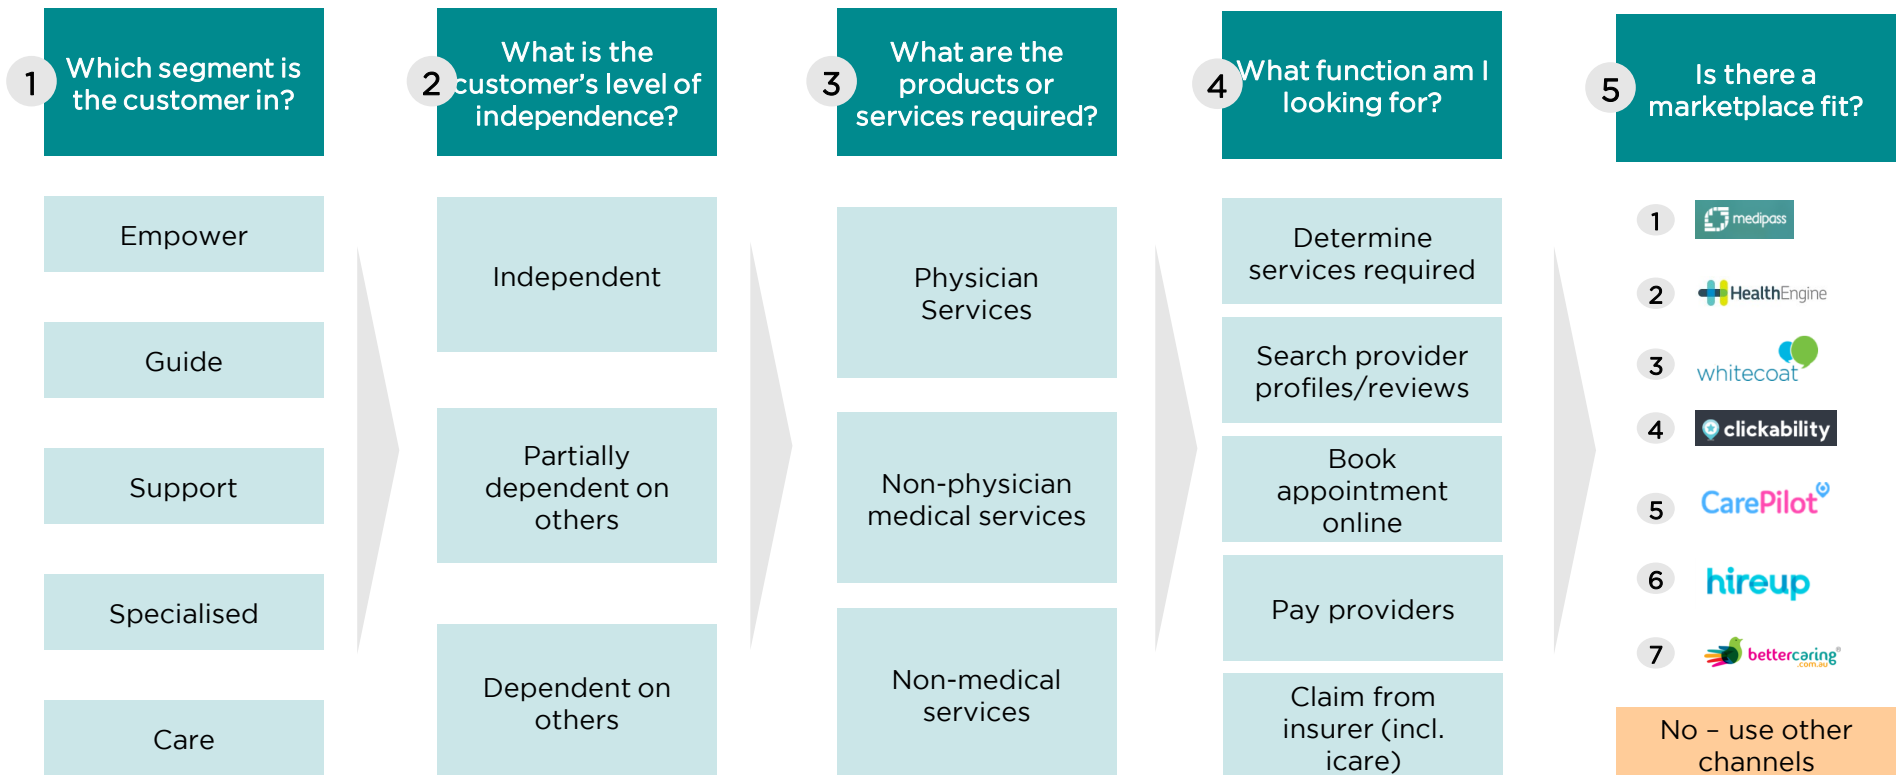 1
Which segment is
the customer in?
Empower
Guide
Support
Specialised
Care
2
What is the
customer's level of
independence?
Independent
Partially
dependent on
others
Dependent on
others
3
What are the
products or
services required?
Physician
Services
Non-physician
medical services
Non-medical
services
4
What function am I
looking for?
Determine
services required
Search provider
profiles/reviews
Book
appointment
online
Pay providers
Claim from
insurer (incl.
icare)
5
Is there a
marketplace fit?
1 medipass
2 HealthEngine
3 whitecoat
4 clickability
5 CarePilot
6 hireup
7 bettercaring®
.com.au
No – use other
channels